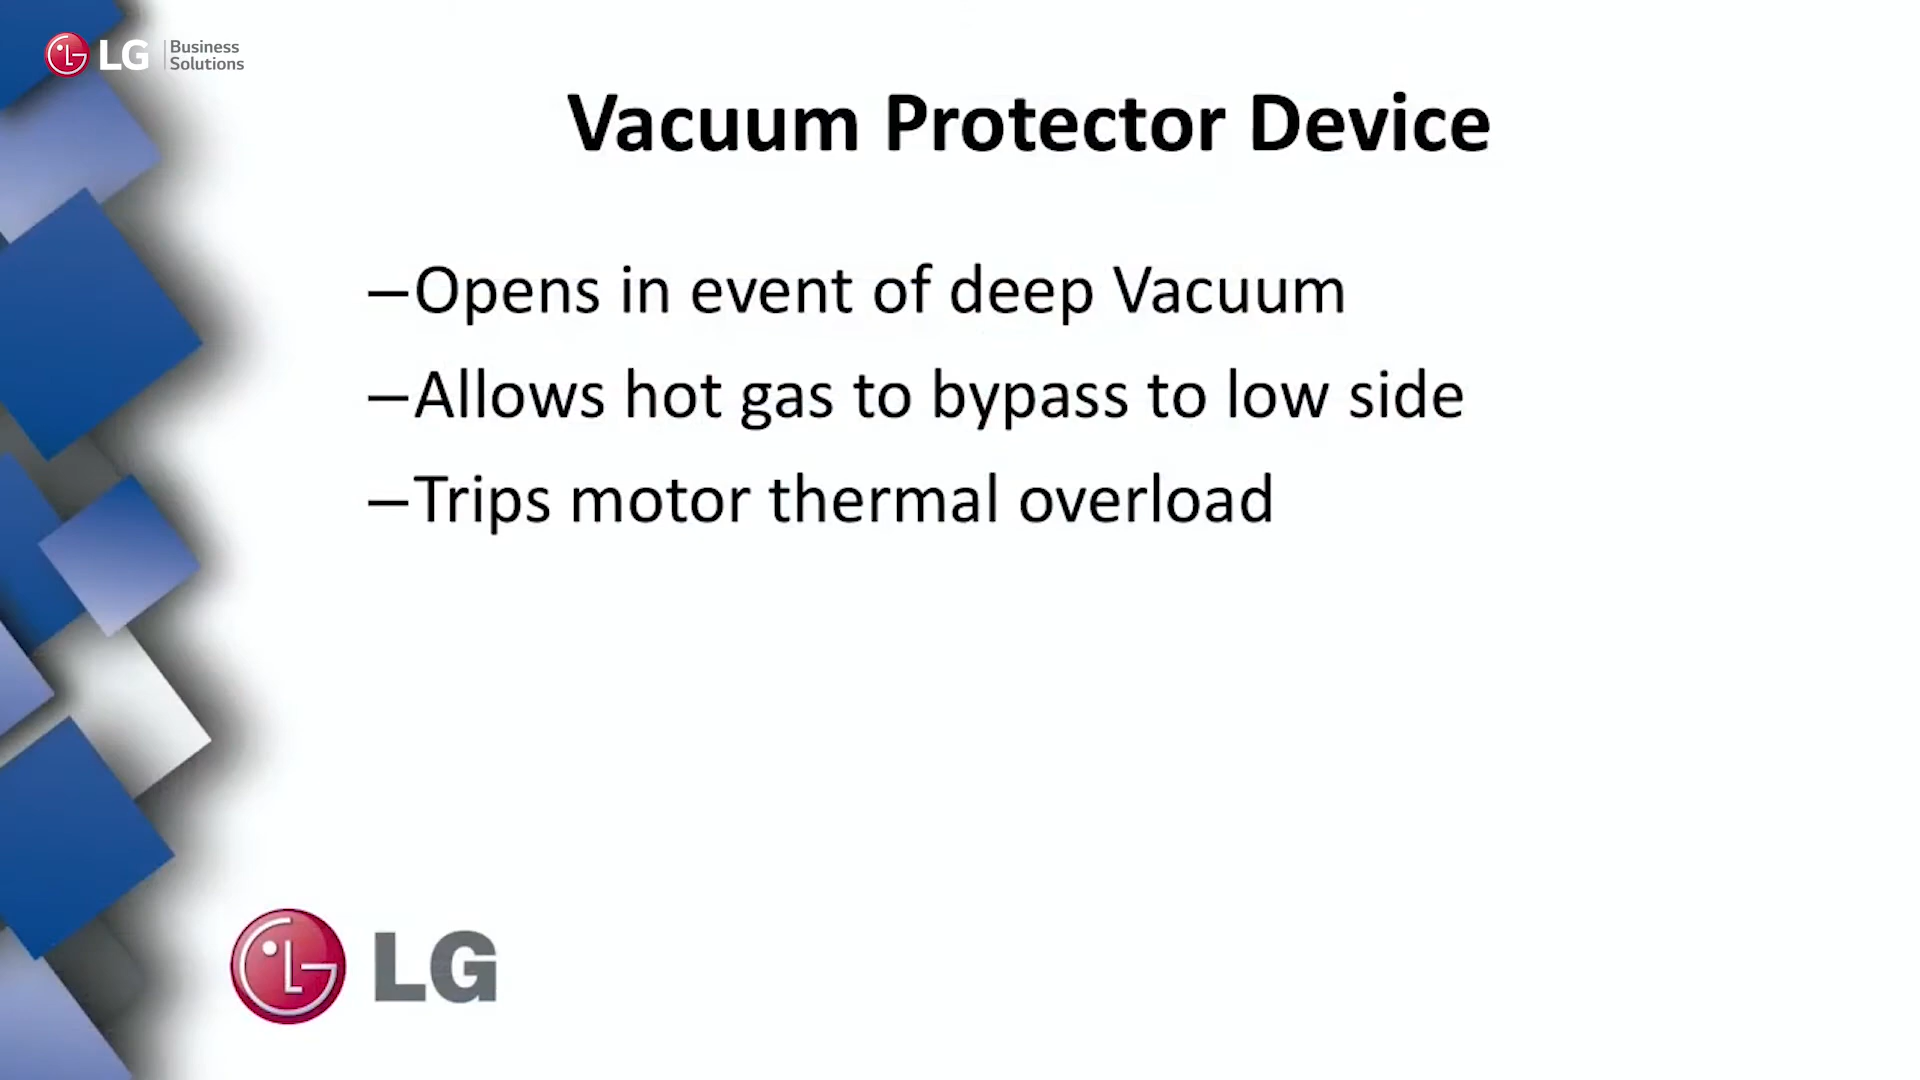 LG Business
Solutions
Vacuum Protector Device
–Opens in event of deep Vacuum
–Allows hot gas to bypass to low side
–Trips motor thermal overload
LG